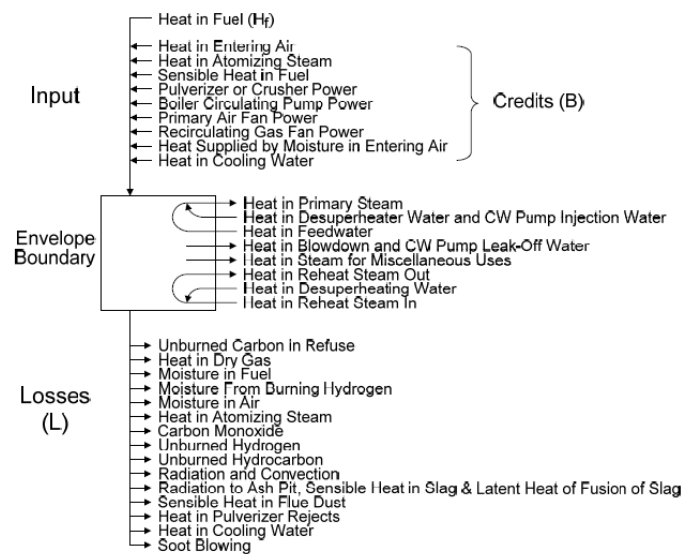 Heat in Fuel (Hf)
Input
Heat in Entering Air
Heat in Atomizing Steam
Sensible Heat in Fuel
Pulverizer or Crusher Power
Boiler Circulating Pump Power
Primary Air Fan Power
Recirculating Gas Fan Power
Heat Supplied by Moisture in Entering Air
Heat in Cooling Water
Credits (B)
Envelope
Boundary
Heat in Primary Steam
Heat in Desuperheater Water and CW Pump Injection Water
Heat in Feedwater
Heat in Blowdown and CW Pump Leak-Off Water
Heat in Steam for Miscellaneous Uses
Heat in Reheat Steam Out
Heat in Desuperheating Water
Heat in Reheat Steam In
Losses
(L)
Unburned Carbon in Refuse
Heat in Dry Gas
Moisture in Fuel
Moisture From Burning Hydrogen
Moisture in Air
Heat in Atomizing Steam
Carbon Monoxide
Unburned Hydrogen
Unburned Hydrocarbon
Radiation and Convection
Radiation to Ash Pit, Sensible Heat in Slag & Latent Heat of Fusion of Slag
Sensible Heat in Flue Dust
Heat in Pulverizer Rejects
Heat in Cooling Water
Soot Blowing